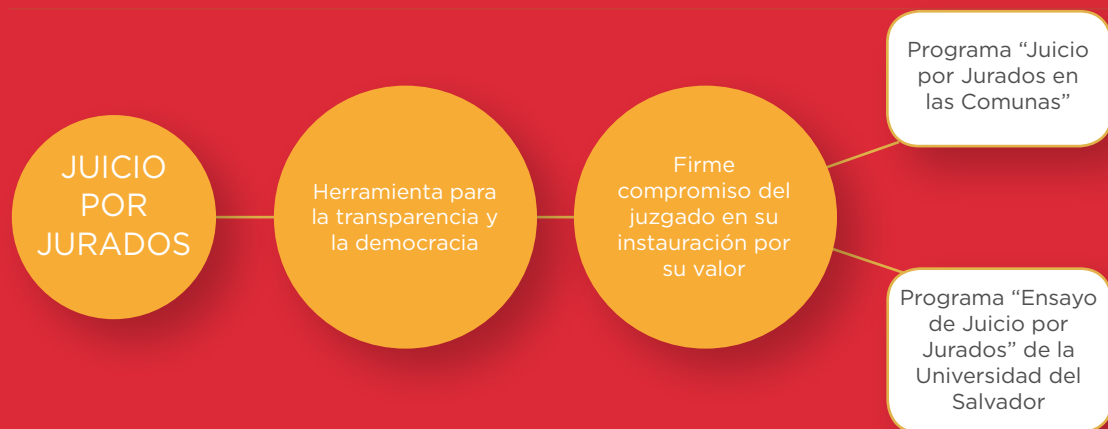 JUICIO
POR
JURADOS
Herramienta para
la transparencia y
la democracia
Firme
compromiso del
juzgado en su
instauración por
su valor
Programa “Juicio
por Jurados en
las Comunas”
Programa “Ensayo
de Juicio por
Jurados” de la
Universidad del
Salvador